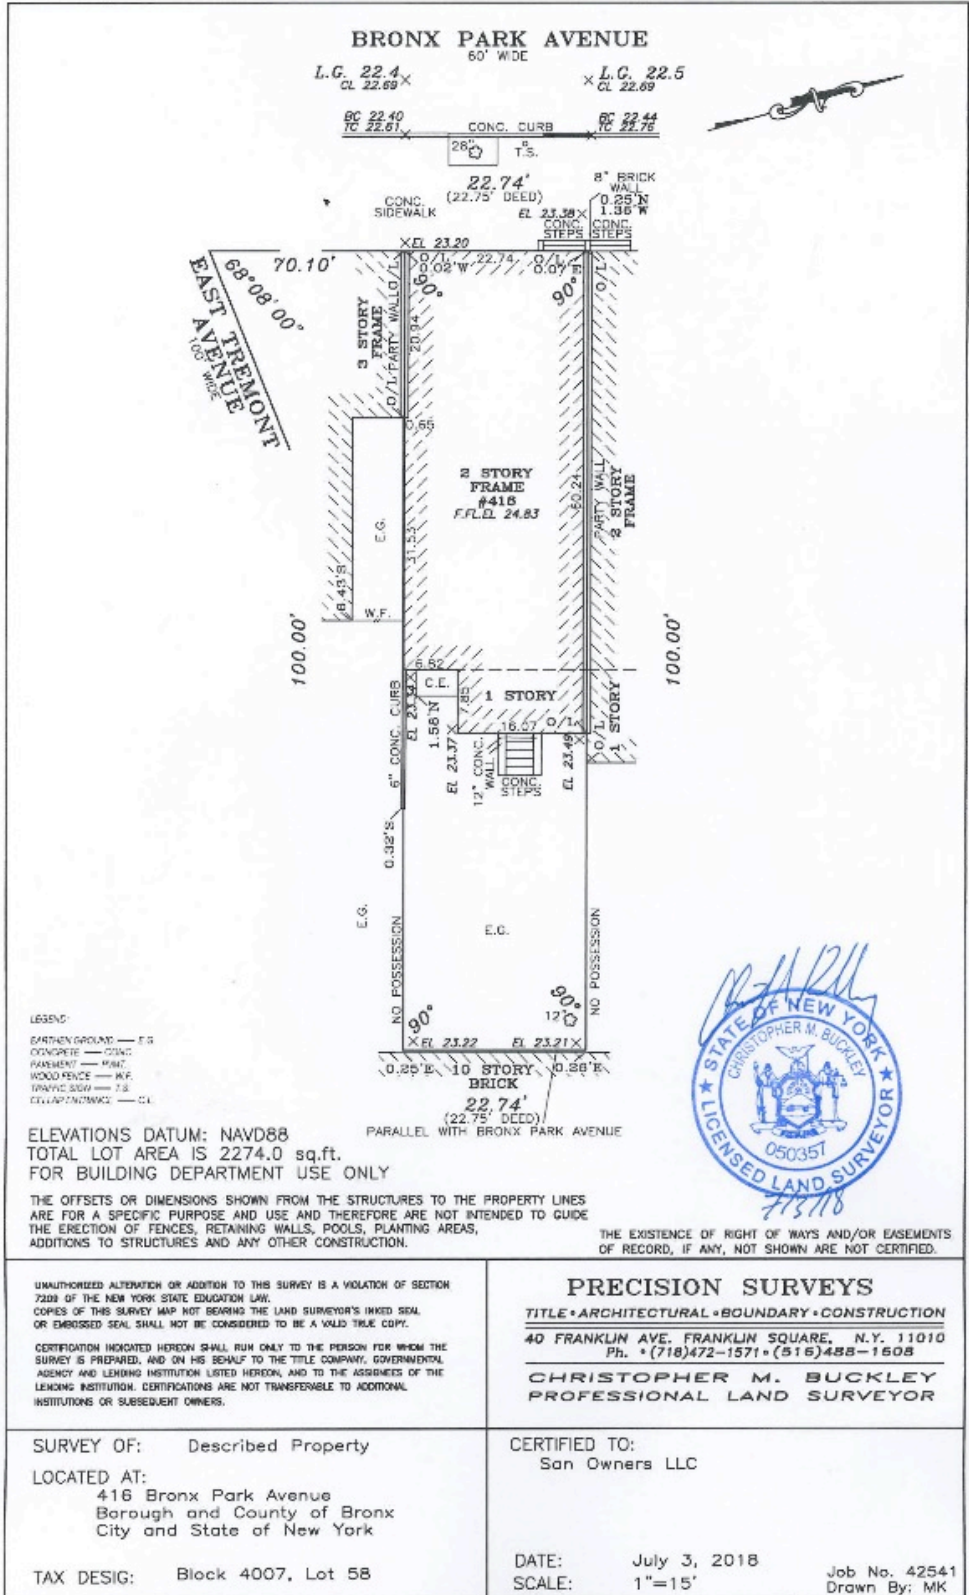 BRONX PARK AVENUE
60' WIDE
L.G. 22.4
CL 22.69
L.G. 22.5
CL 22.69
BC 22.40
TC 22.61
CONC. CURB
BC 22.44
TC 22.76
28"
T.S.
22.74'
(22.75' DEED)
8" BRICK
WALL
0.25'N
1.36'W
CONC.
SIDEWALK
EL 23.38
CONC.
STEPS
CONC.
STEPS
EL 23.20
70.10'
68°08'00"
EAST TREMONT
AVENUE
100' WIDE
O/L
0.02'W
22.74
O/L
0.07'E
90°
90°
O/L
O/L
3 STORY
FRAME
PARTY WALL
20.94
O/L
0.65
2 STORY
FRAME
#416
F.FL.EL 24.83
60.24
PARTY WALL
2 STORY
FRAME
E.G.
31.53
8.43'S
W.F.
100.00'
100.00'
6.62
C.E.
.85
1 STORY
1 STORY
O/L
16.07
O/L
EL 23.34
1.58'N
EL 23.37
EL 23.49
6" CONC. CURB
12" CONC.
WALL
CONC.
STEPS
0.32'S
E.G.
E.G.
NO POSSESSION
NO POSSESSION
90°
90°
12"
EL 23.22
EL 23.21
0.25'E
10 STORY
BRICK
0.26'E
22.74'
(22.75' DEED)
PARALLEL WITH BRONX PARK AVENUE
LEGEND:
EARTHEN GROUND — E.G.
CONCRETE — CONC.
PAVEMENT — PVMT.
WOOD FENCE — W.F.
TRAFFIC SIGN — T.S.
CELLAR ENTRANCE — C.E.
STATE OF NEW YORK
CHRISTOPHER M. BUCKLEY
050357
LICENSED LAND SURVEYOR
7/3/18
ELEVATIONS DATUM: NAVD88
TOTAL LOT AREA IS 2274.0 sq.ft.
FOR BUILDING DEPARTMENT USE ONLY
THE OFFSETS OR DIMENSIONS SHOWN FROM THE STRUCTURES TO THE PROPERTY LINES
ARE FOR A SPECIFIC PURPOSE AND USE AND THEREFORE ARE NOT INTENDED TO GUIDE
THE ERECTION OF FENCES, RETAINING WALLS, POOLS, PLANTING AREAS,
ADDITIONS TO STRUCTURES AND ANY OTHER CONSTRUCTION.
THE EXISTENCE OF RIGHT OF WAYS AND/OR EASEMENTS
OF RECORD, IF ANY, NOT SHOWN ARE NOT CERTIFIED.
UNAUTHORIZED ALTERATION OR ADDITION TO THIS SURVEY IS A VIOLATION OF SECTION
7209 OF THE NEW YORK STATE EDUCATION LAW.
COPIES OF THIS SURVEY MAP NOT BEARING THE LAND SURVEYOR'S INKED SEAL
OR EMBOSSED SEAL SHALL NOT BE CONSIDERED TO BE A VALID TRUE COPY.
CERTIFICATION INDICATED HEREON SHALL RUN ONLY TO THE PERSON FOR WHOM THE
SURVEY IS PREPARED, AND ON HIS BEHALF TO THE TITLE COMPANY, GOVERNMENTAL
AGENCY AND LENDING INSTITUTION LISTED HEREON, AND TO THE ASSIGNEES OF THE
LENDING INSTITUTION. CERTIFICATIONS ARE NOT TRANSFERABLE TO ADDITIONAL
INSTITUTIONS OR SUBSEQUENT OWNERS.
PRECISION SURVEYS
TITLE•ARCHITECTURAL•BOUNDARY•CONSTRUCTION
40 FRANKLIN AVE. FRANKLIN SQUARE, N.Y. 11010
Ph. •(718)472-1571•(516)488-1608
CHRISTOPHER M. BUCKLEY
PROFESSIONAL LAND SURVEYOR
SURVEY OF: Described Property
LOCATED AT:
416 Bronx Park Avenue
Borough and County of Bronx
City and State of New York
TAX DESIG: Block 4007, Lot 58
CERTIFIED TO:
San Owners LLC
DATE: July 3, 2018
SCALE: 1"=15'
Job No. 42541
Drawn By: MK